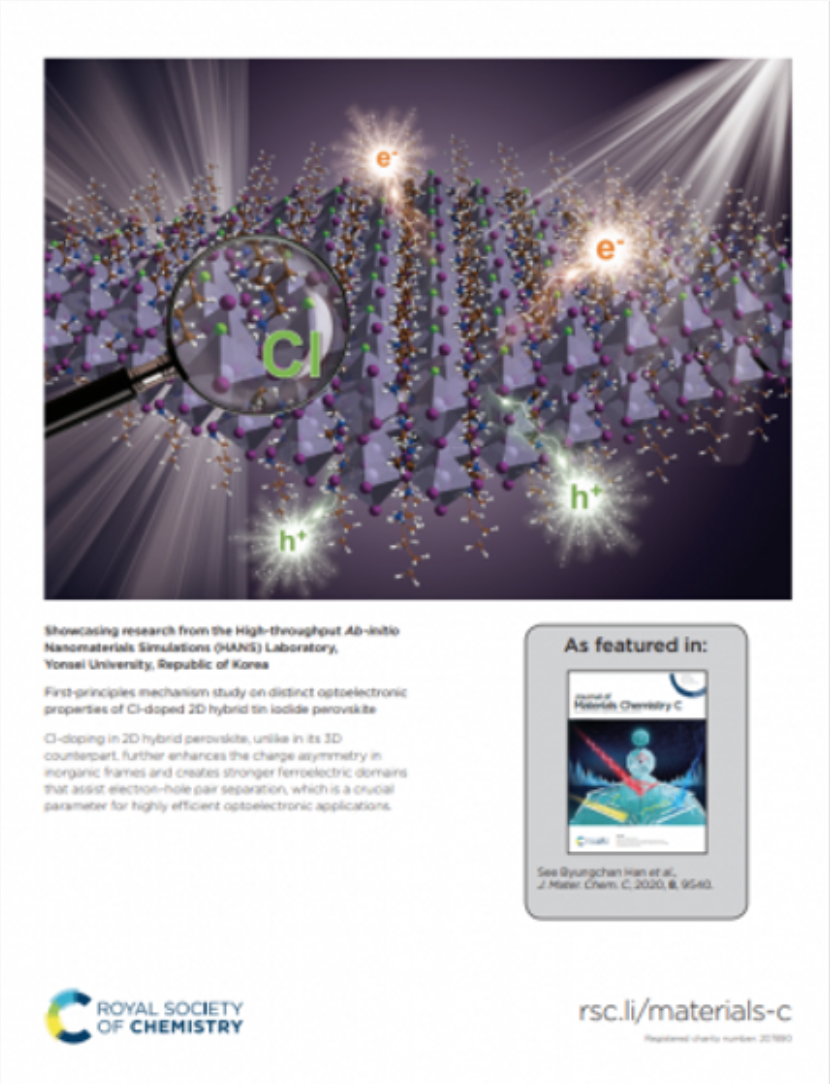 e-
e-
Cl
h+
h+
Showcasing research from the High-throughput Ab-initio
Nanomaterials Simulations (HANS) Laboratory,
Yonsei University, Republic of Korea
First-principles mechanism study on distinct optoelectronic
properties of Cl-doped 2D hybrid tin iodide perovskite
Cl-doping in 2D hybrid perovskite, unlike in its 3D
counterpart, further enhances the charge asymmetry in
inorganic frames and creates stronger ferroelectric domains
that assist electron-hole pair separation, which is a crucial
parameter for highly efficient optoelectronic applications.
As featured in:
Journal of
Materials Chemistry C
See Byungchan Han et al.,
J. Mater. Chem. C, 2020, 8, 9540.
ROYAL SOCIETY
OF CHEMISTRY
rsc.li/materials-c
Registered charity number: 207890